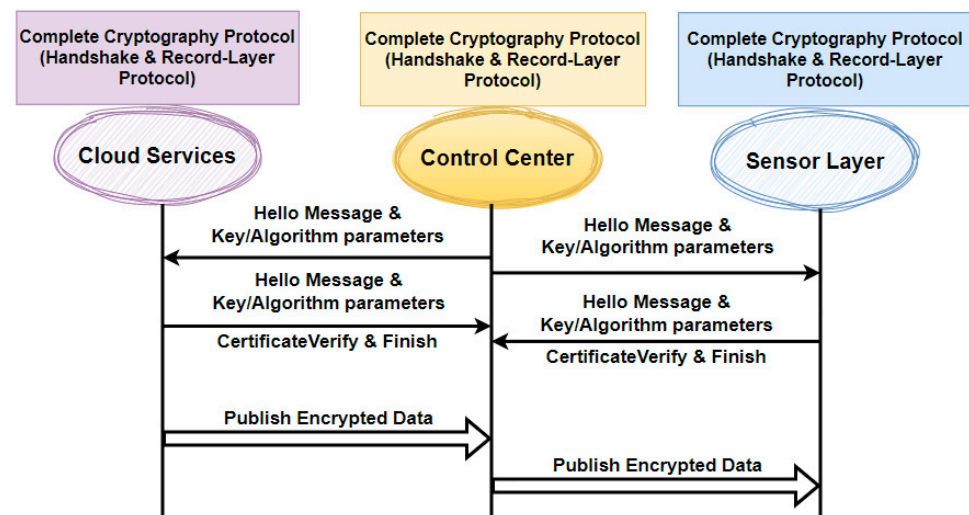 Complete Cryptography Protocol
(Handshake & Record-Layer
Protocol)
Complete Cryptography Protocol
(Handshake & Record-Layer
Protocol)
Complete Cryptography Protocol
(Handshake & Record-Layer
Protocol)
Cloud Services
Control Center
Sensor Layer
Hello Message &
Key/Algorithm parameters
Hello Message &
Key/Algorithm parameters
Hello Message &
Key/Algorithm parameters
CertificateVerify & Finish
Hello Message &
Key/Algorithm parameters
CertificateVerify & Finish
Publish Encrypted Data
Publish Encrypted Data